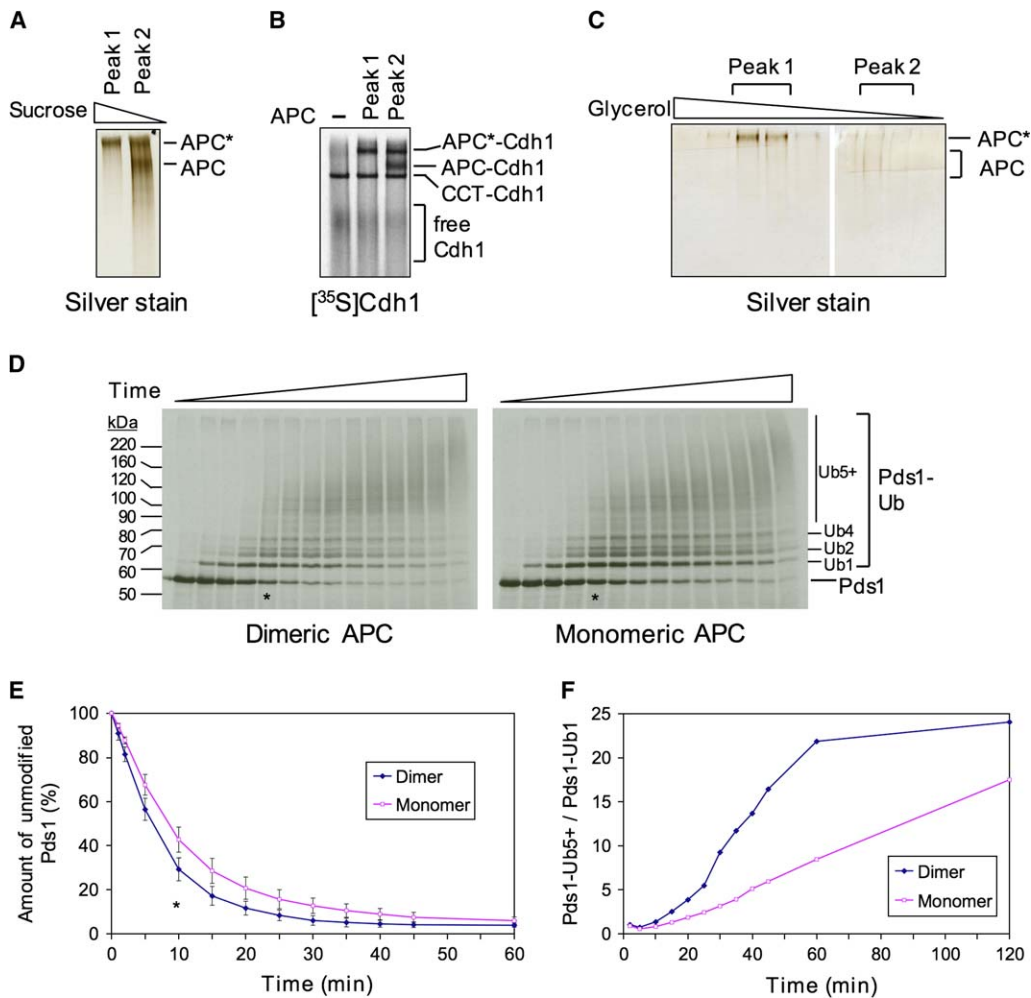 A
Peak 1
Peak 2
Sucrose
APC*
APC
Silver stain
B
Peak 1
Peak 2
APC –
APC*-Cdh1
APC-Cdh1
CCT-Cdh1
free
Cdh1
[³⁵S]Cdh1
C
Peak 1
Peak 2
Glycerol
APC*
APC
Silver stain
D
Time
kDa
220
160
120
100
90
80
70
60
50
*
*
Ub5+
Ub4
Ub2
Ub1
Pds1-
Ub
Pds1
Dimeric APC
Monomeric APC
E
Amount of unmodified
Pds1 (%)
100
80
60
40
20
0
Dimer
Monomer
*
0 10 20 30 40 50 60
Time (min)
F
Pds1-Ub5+ / Pds1-Ub1
25
20
15
10
5
0
Dimer
Monomer
0 20 40 60 80 100 120
Time (min)